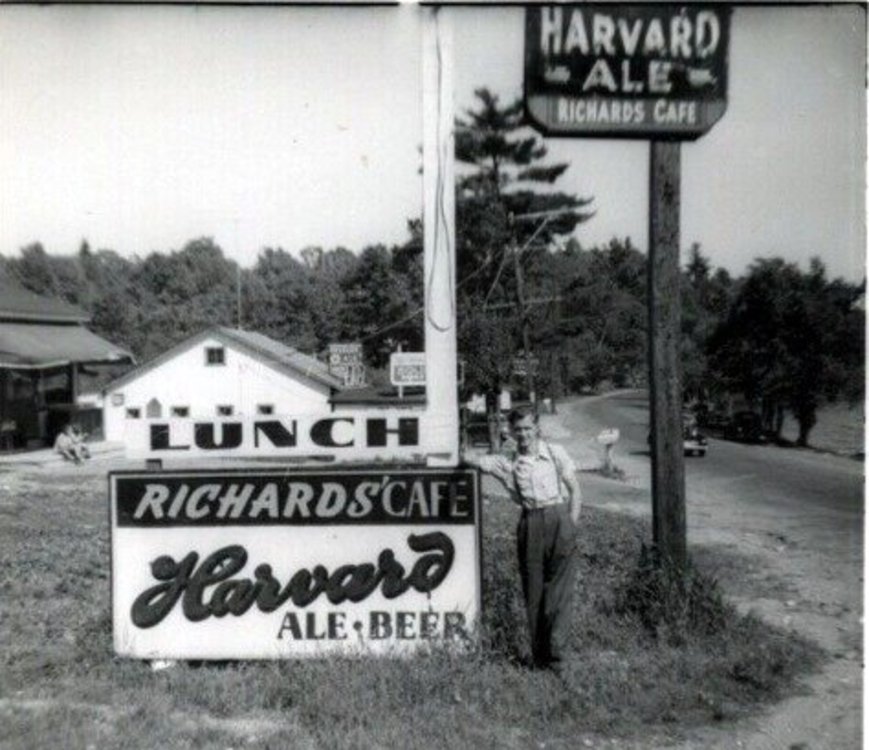 HARVARD
ALE
RICHARDS CAFE
LUNCH
RICHARDS' CAFE
Harvard
ALE • BEER